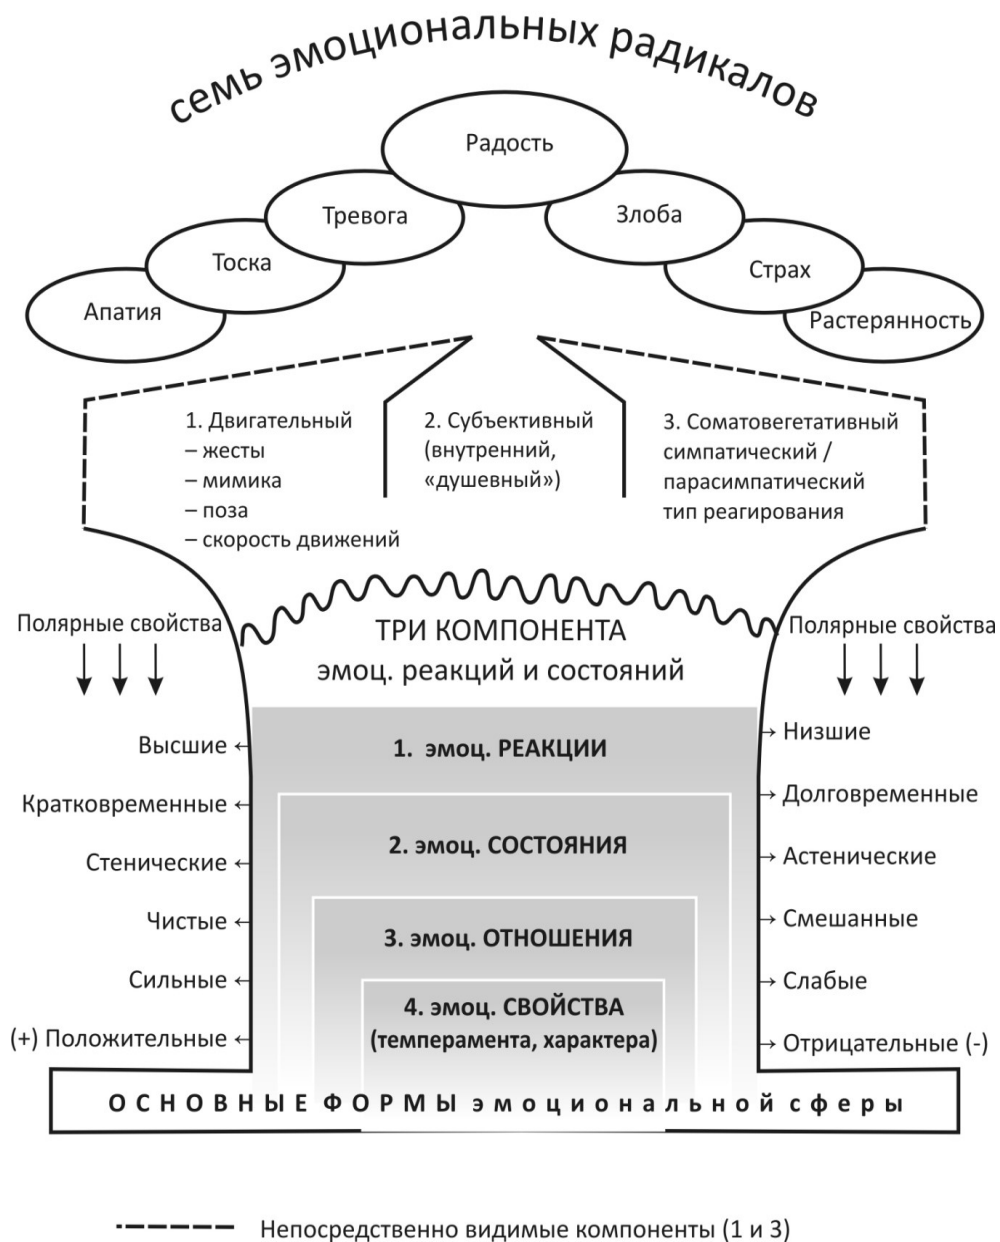 семь эмоциональных радикалов
Радость
Тревога
Злоба
Тоска
Страх
Апатия
Растерянность
1. Двигательный
– жесты
– мимика
– поза
– скорость движений
2. Субъективный
(внутренний,
«душевный»)
3. Соматовегетативный
симпатический /
парасимпатический
тип реагирования
Полярные свойства
ТРИ КОМПОНЕНТА
эмоц. реакций и состояний
Полярные свойства
Высшие ←
Кратковременные ←
Стенические ←
Чистые ←
Сильные ←
(+) Положительные ←
1. эмоц. РЕАКЦИИ
2. эмоц. СОСТОЯНИЯ
3. эмоц. ОТНОШЕНИЯ
4. эмоц. СВОЙСТВА
(темперамента, характера)
→ Низшие
→ Долговременные
→ Астенические
→ Смешанные
→ Слабые
→ Отрицательные (-)
ОСНОВНЫЕ ФОРМЫ эмоциональной сферы
Непосредственно видимые компоненты (1 и 3)